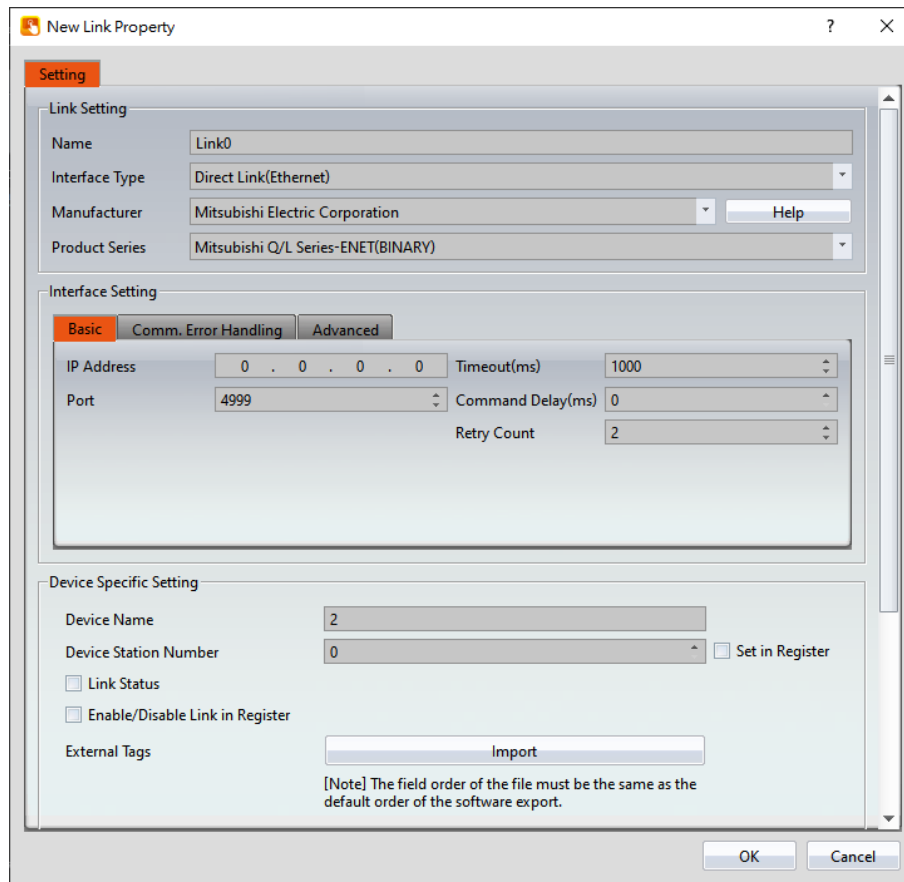 New Link Property
Setting
Link Setting
Name Link0
Interface Type Direct Link(Ethernet)
Manufacturer Mitsubishi Electric Corporation Help
Product Series Mitsubishi Q/L Series-ENET(BINARY)
Interface Setting
Basic Comm. Error Handling Advanced
IP Address 0 . 0 . 0 . 0 Timeout(ms) 1000
Port 4999 Command Delay(ms) 0
Retry Count 2
Device Specific Setting
Device Name 2
Device Station Number 0 Set in Register
Link Status
Enable/Disable Link in Register
External Tags Import
[Note] The field order of the file must be the same as the
default order of the software export.
OK Cancel